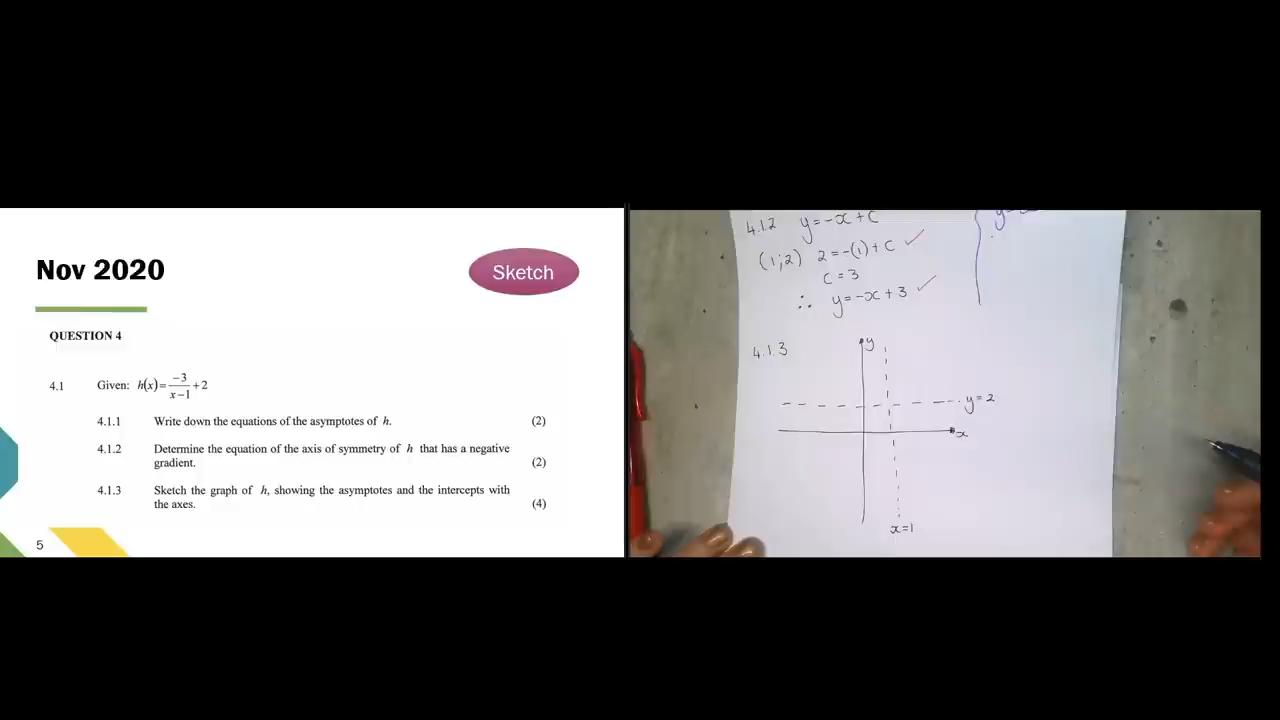 Nov 2020
Sketch
QUESTION 4
4.1 Given: h(x)=\frac{-3}{x-1}+2
4.1.1 Write down the equations of the asymptotes of h. (2)
4.1.2 Determine the equation of the axis of symmetry of h that has a negative
gradient. (2)
4.1.3 Sketch the graph of h, showing the asymptotes and the intercepts with
the axes. (4)
5
4.1.2 y=-x+c
(1;2) 2=-(1)+c
c=3
∴ y=-x+3
4.1.3
y
y=2
x
x=1